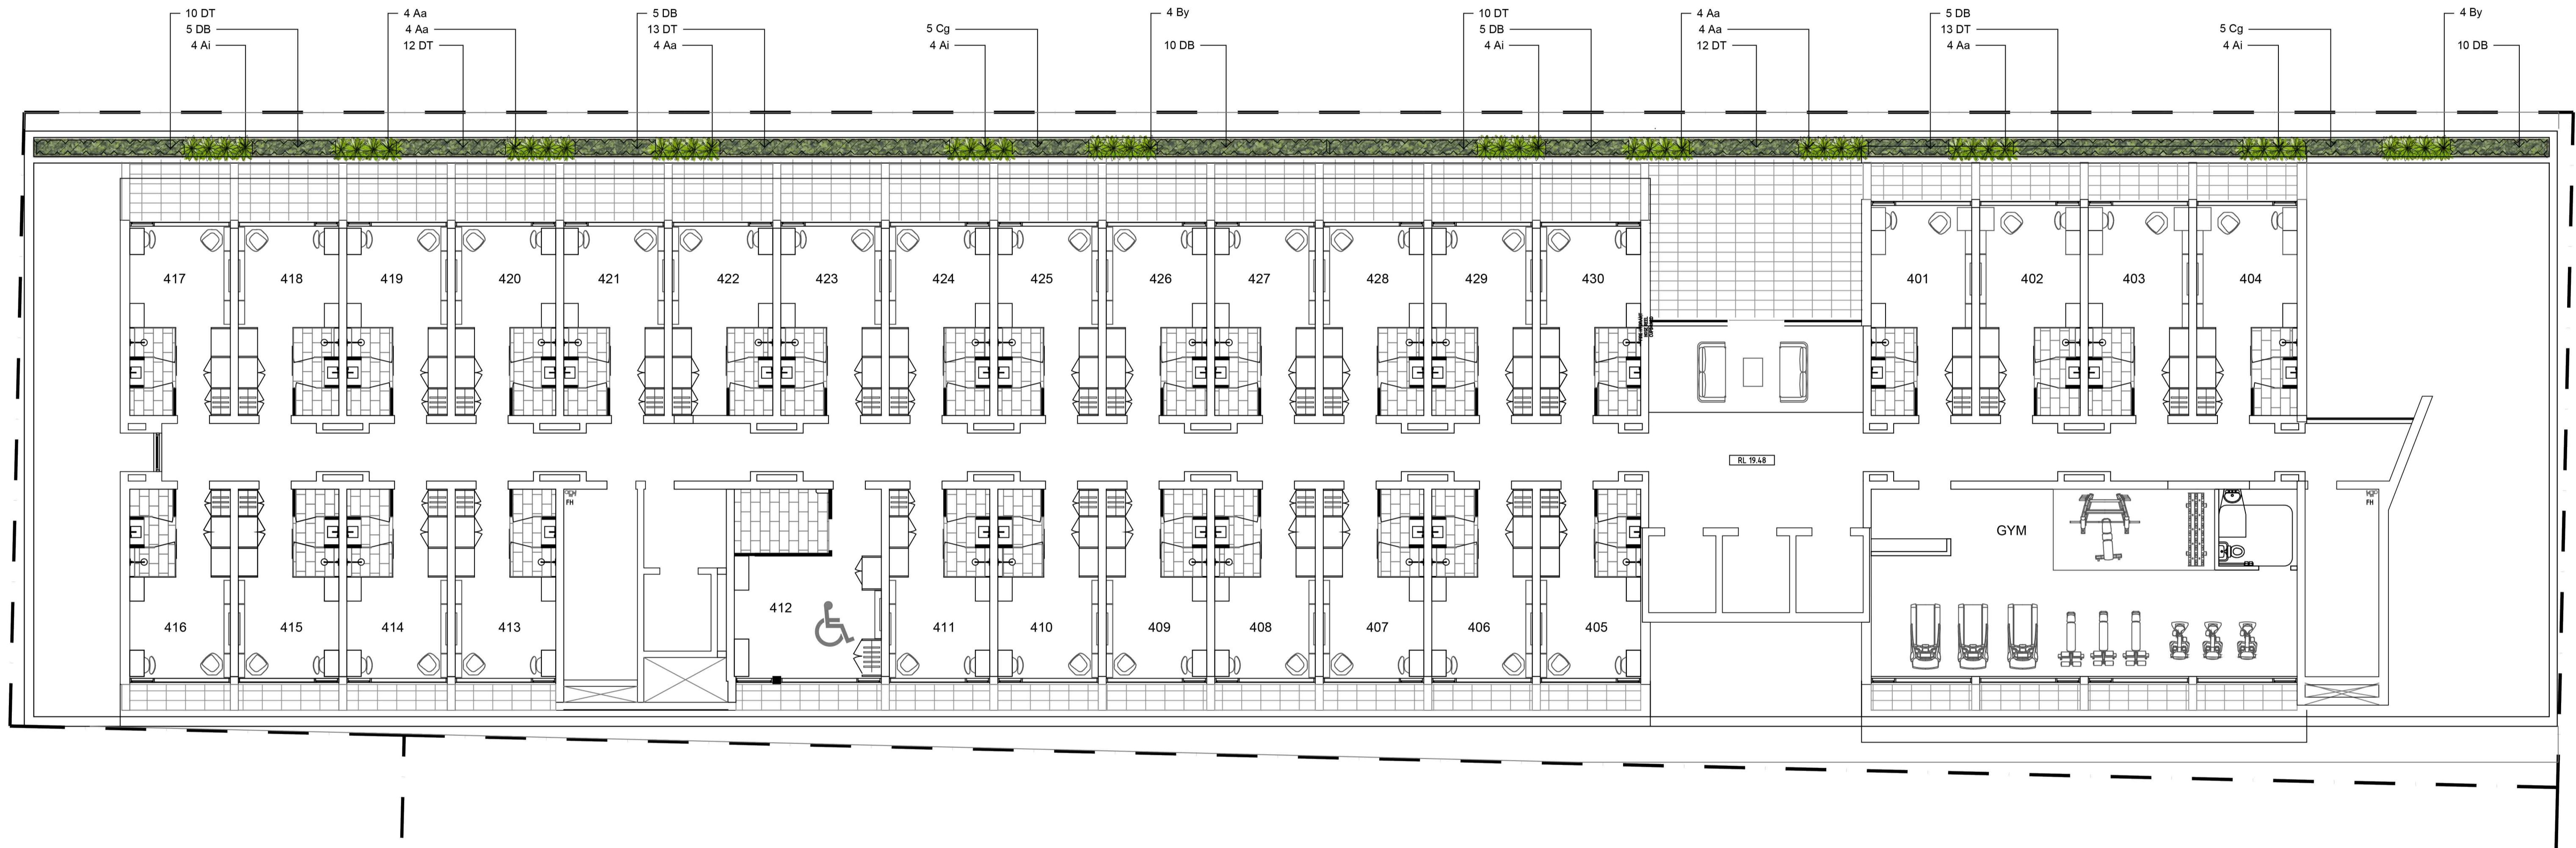 10 DT
5 DB
4 Ai
4 Aa
4 Aa
12 DT
5 DB
13 DT
4 Aa
5 Cg
4 Ai
4 By
10 DB
10 DT
5 DB
4 Ai
4 Aa
4 Aa
12 DT
5 DB
13 DT
4 Aa
5 Cg
4 Ai
4 By
10 DB
417
418
419
420
421
422
423
424
425
426
427
428
429
430
401
402
403
404
RL 19.48
FH
FH
GYM
412
416
415
414
413
411
410
409
408
407
406
405